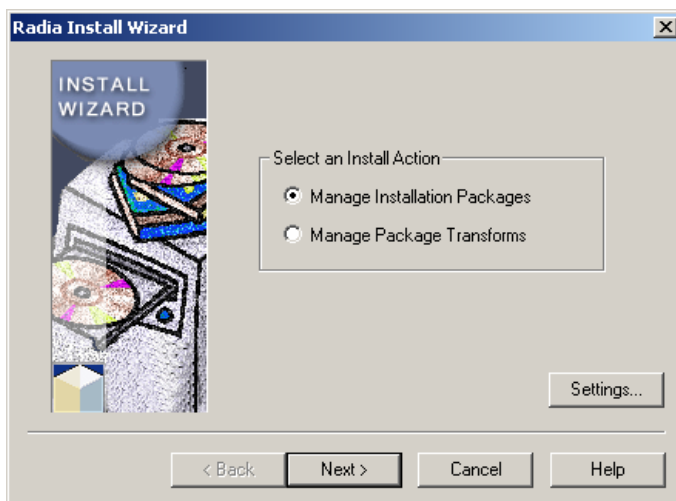 Radia Install Wizard
INSTALL
WIZARD
Select an Install Action
Manage Installation Packages
Manage Package Transforms
Settings...
< Back
Next >
Cancel
Help